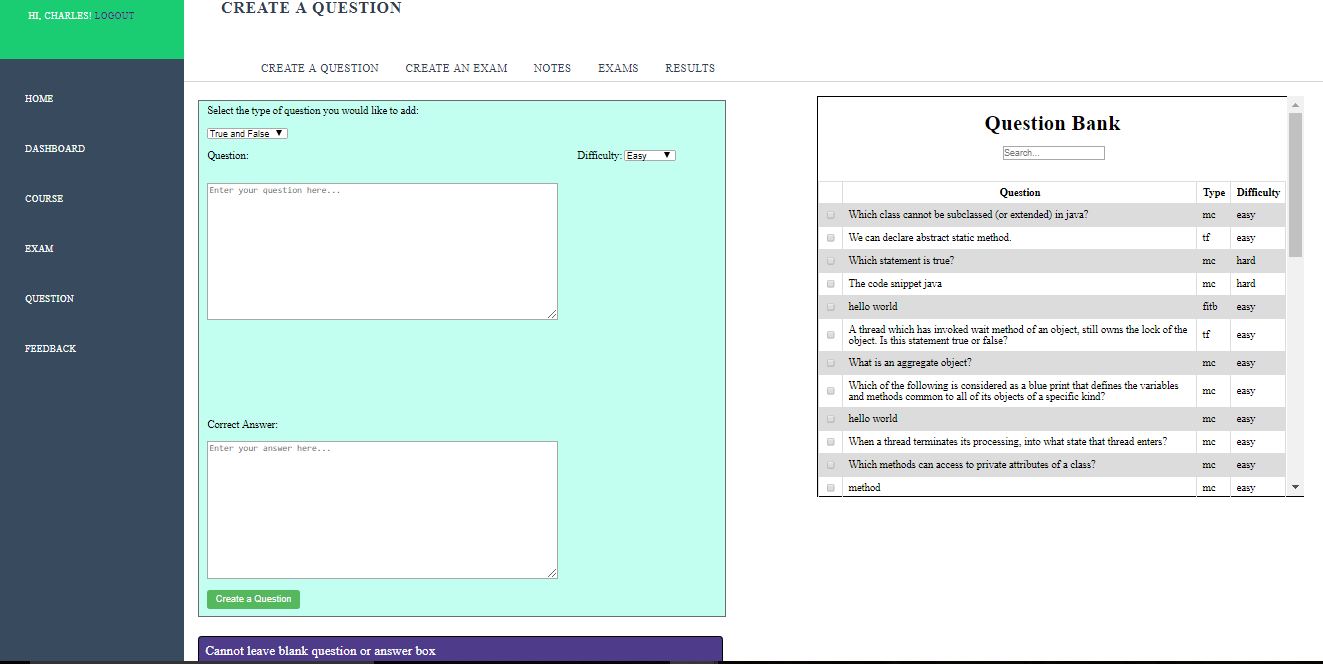 HI, CHARLES! LOGOUT
CREATE A QUESTION
CREATE A QUESTION CREATE AN EXAM NOTES EXAMS RESULTS
HOME
DASHBOARD
COURSE
EXAM
QUESTION
FEEDBACK
Select the type of question you would like to add:
True and False
Question:
Difficulty: Easy
Enter your question here...
Correct Answer:
Enter your answer here...
Create a Question
Cannot leave blank question or answer box
Question Bank
Search...
Question Type Difficulty
Which class cannot be subclassed (or extended) in java? mc easy
We can declare abstract static method. tf easy
Which statement is true? mc hard
The code snippet java mc hard
hello world fitb easy
A thread which has invoked wait method of an object, still owns the lock of the
object. Is this statement true or false? tf easy
What is an aggregate object? mc easy
Which of the following is considered as a blue print that defines the variables
and methods common to all of its objects of a specific kind? mc easy
hello world mc easy
When a thread terminates its processing, into what state that thread enters? mc easy
Which methods can access to private attributes of a class? mc easy
method mc easy